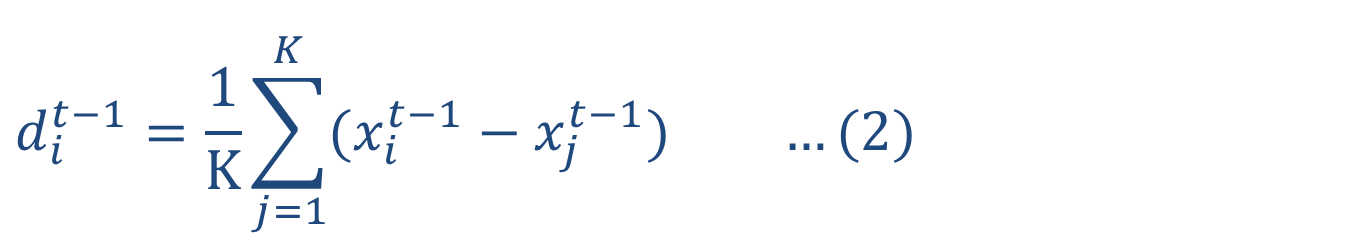 d_i^{t-1} = \frac{1}{K} \sum_{j=1}^{K} (x_i^{t-1} - x_j^{t-1}) ... (2)